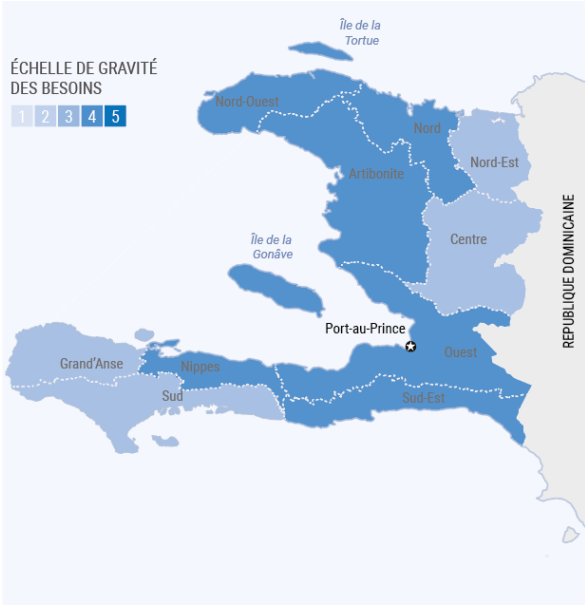 Île de la
Tortue
ÉCHELLE DE GRAVITÉ
DES BESOINS
1 2 3 4 5
Nord-Ouest
Nord
Nord-Est
Artibonite
Centre
Île de la
Gonâve
REPUBLIQUE DOMINICAINE
Port-au-Prince
Ouest
Grand'Anse
Nippes
Sud
Sud-Est